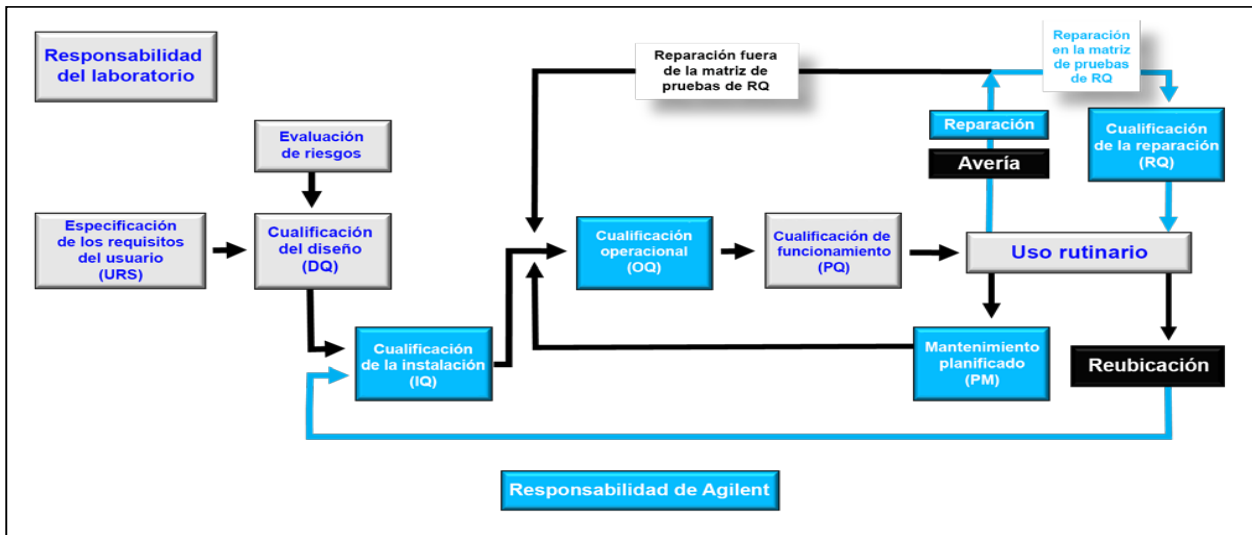 Responsabilidad
del laboratorio
Reparación fuera
de la matriz de
pruebas de RQ
Reparación
en la matriz
de pruebas
de RQ
Evaluación
de riesgos
Reparación
Avería
Cualificación
de la reparación
(RQ)
Especificación
de los requisitos
del usuario
(URS)
Cualificación
del diseño
(DQ)
Cualificación
operacional
(OQ)
Cualificación de
funcionamiento
(PQ)
Uso rutinario
Cualificación
de la instalación
(IQ)
Mantenimiento
planificado
(PM)
Reubicación
Responsabilidad de Agilent